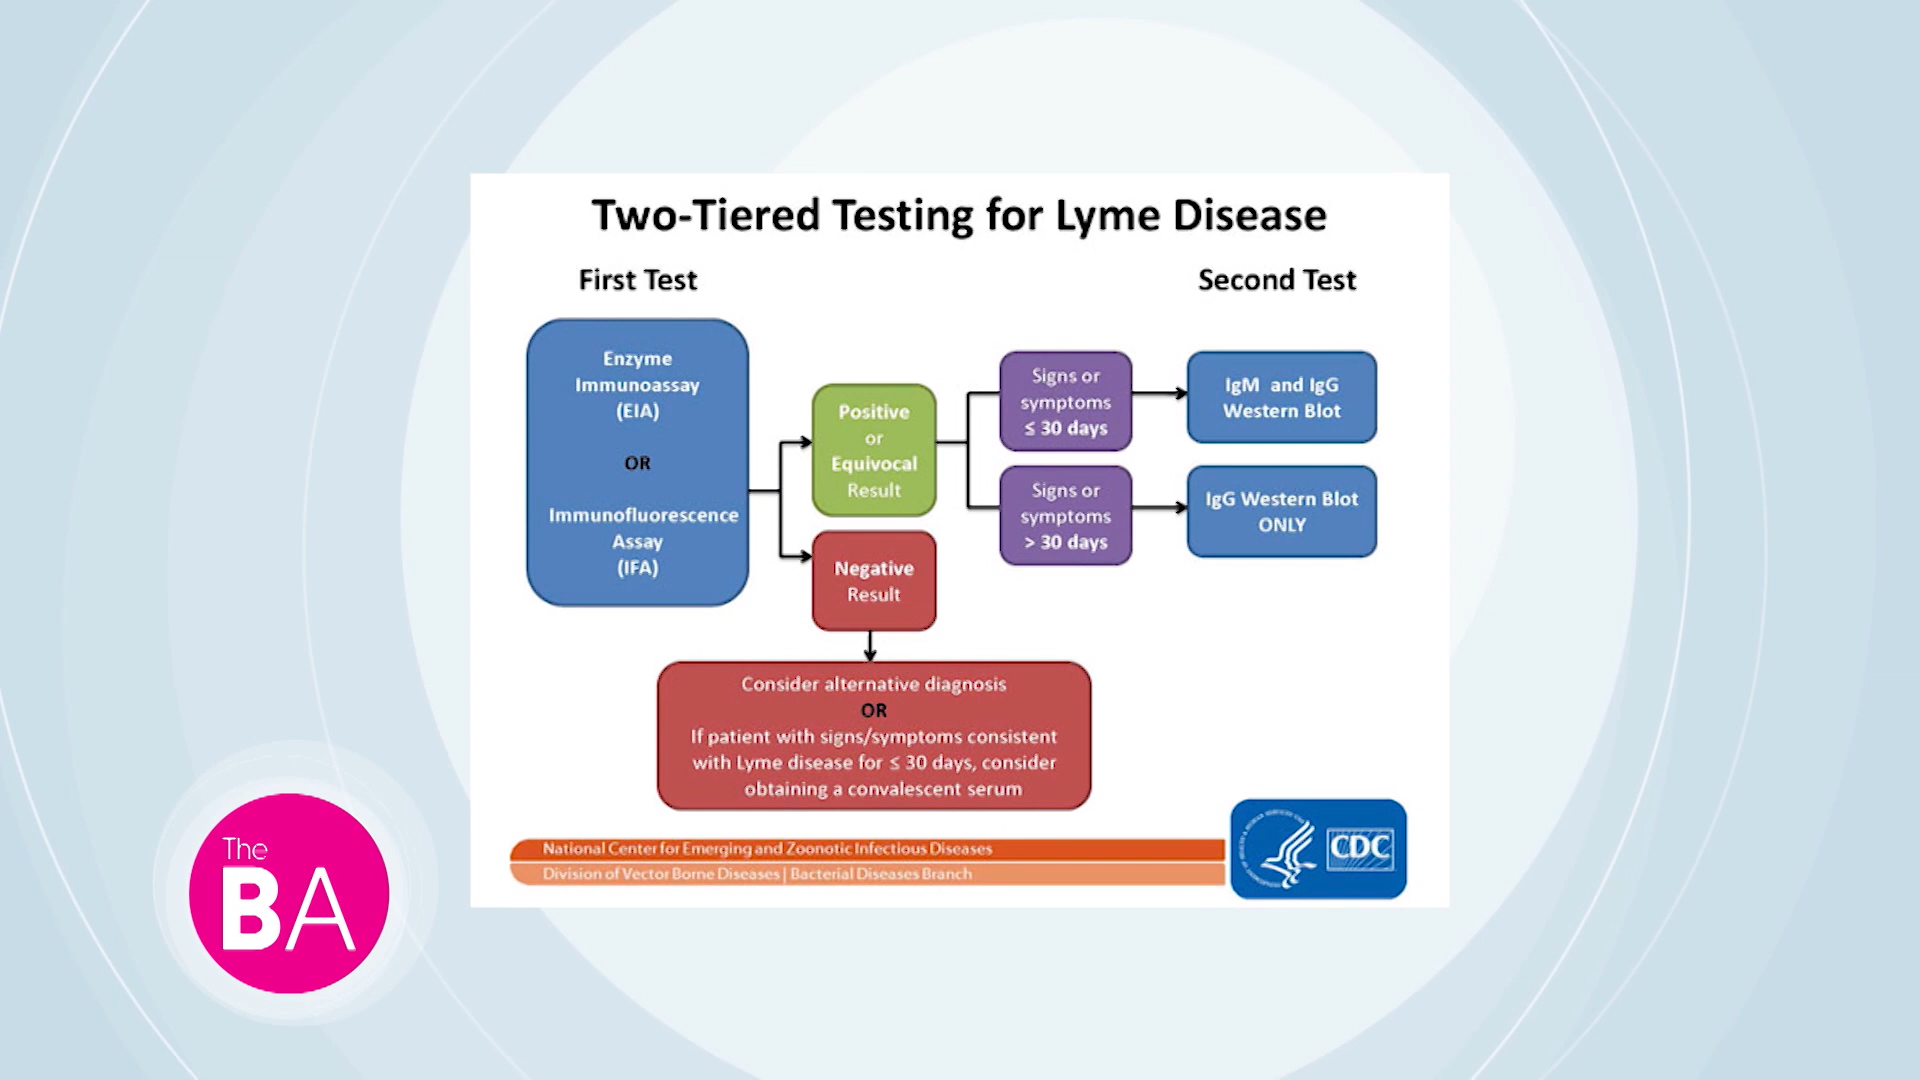 Two-Tiered Testing for Lyme Disease
First Test
Second Test
Enzyme
Immunoassay
(EIA)
OR
Immunofluorescence
Assay
(IFA)
Positive
or
Equivocal
Result
Negative
Result
Signs or
symptoms
≤ 30 days
Signs or
symptoms
> 30 days
IgM and IgG
Western Blot
IgG Western Blot
ONLY
Consider alternative diagnosis
OR
If patient with signs/symptoms consistent
with Lyme disease for ≤ 30 days, consider
obtaining a convalescent serum
National Center for Emerging and Zoonotic Infectious Diseases
Division of Vector Borne Diseases | Bacterial Diseases Branch
CDC
The
BA